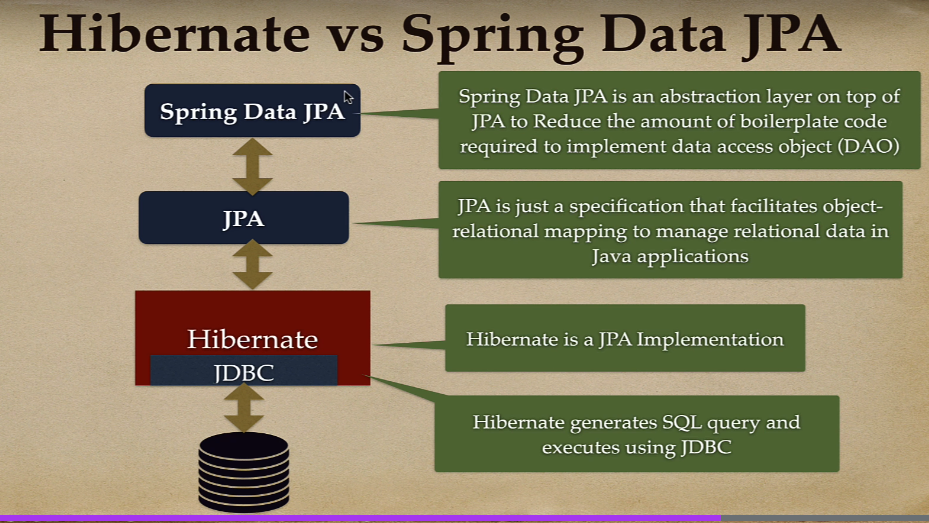 Hibernate vs Spring Data JPA
Spring Data JPA
Spring Data JPA is an abstraction layer on top of
JPA to Reduce the amount of boilerplate code
required to implement data access object (DAO)
JPA
JPA is just a specification that facilitates object-
relational mapping to manage relational data in
Java applications
Hibernate
JDBC
Hibernate is a JPA Implementation
Hibernate generates SQL query and
executes using JDBC